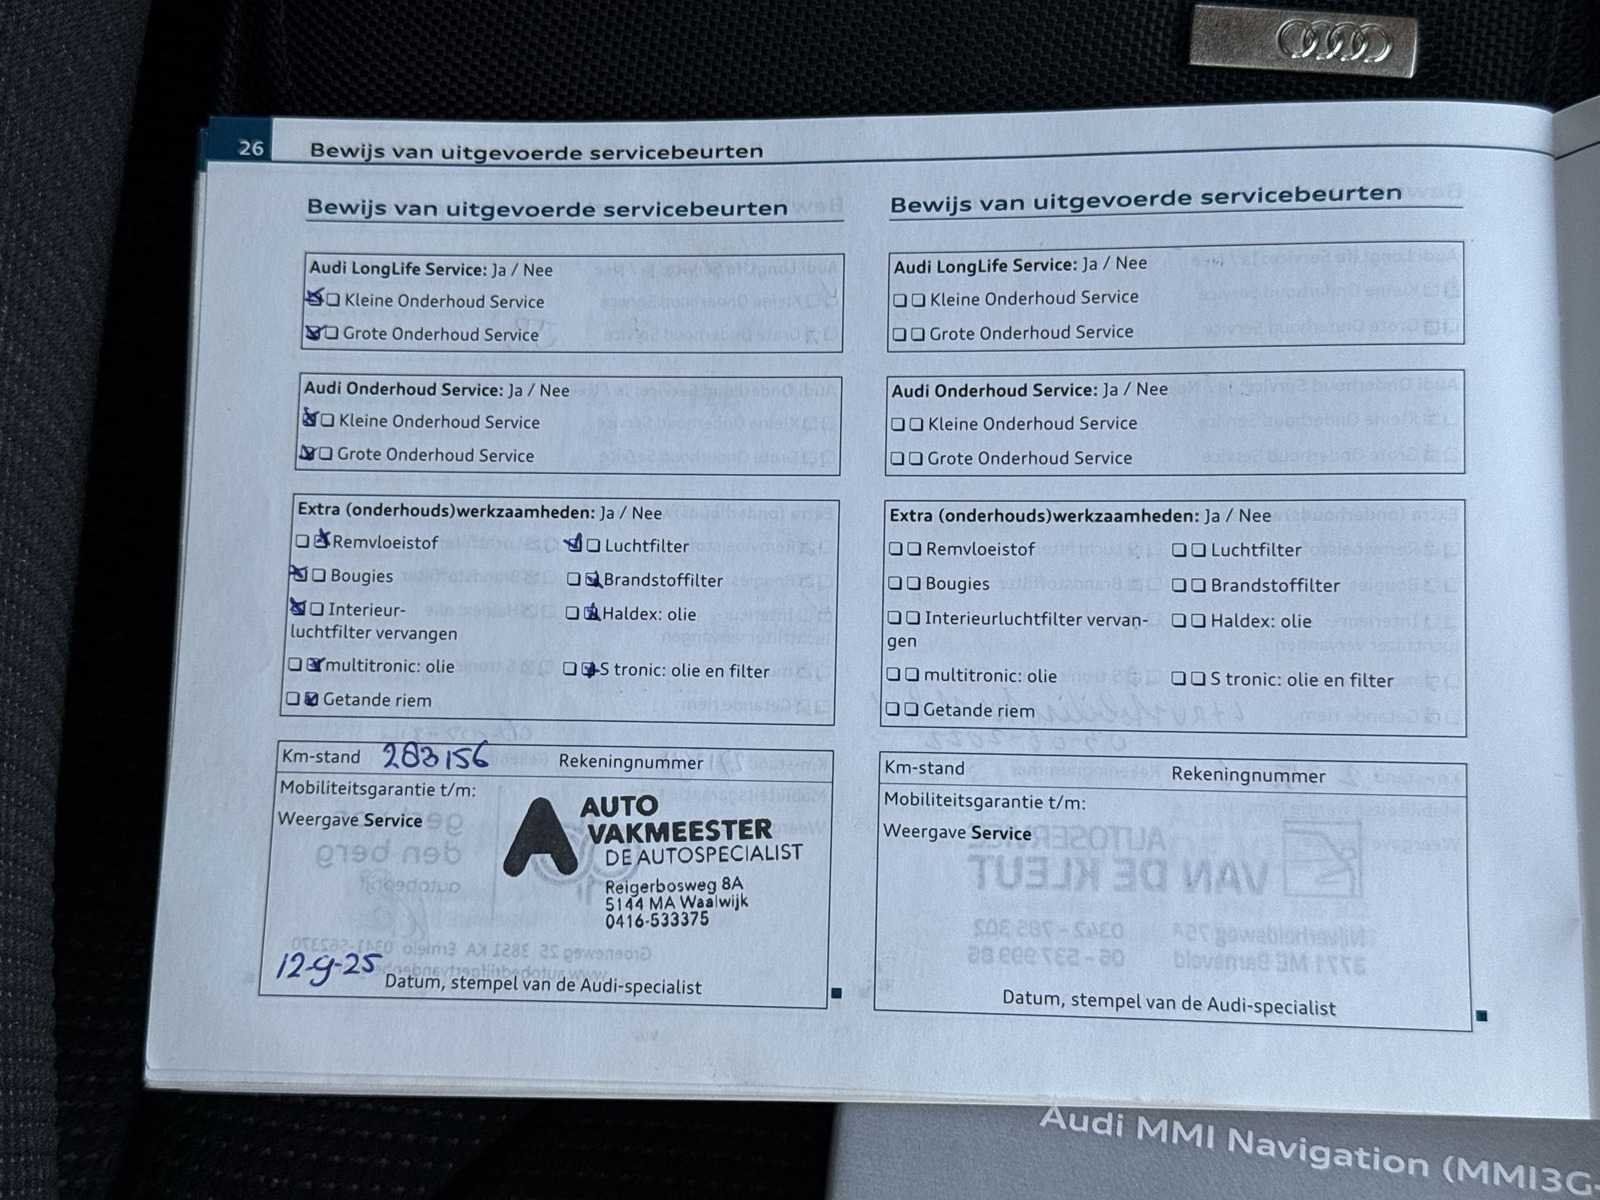 26 Bewijs van uitgevoerde servicebeurten
Bewijs van uitgevoerde servicebeurten
Audi LongLife Service: Ja / Nee
Kleine Onderhoud Service
Grote Onderhoud Service
Audi Onderhoud Service: Ja / Nee
Kleine Onderhoud Service
Grote Onderhoud Service
Extra (onderhouds)werkzaamheden: Ja / Nee
Remvloeistof Luchtfilter
Bougies Brandstoffilter
Interieur- Haldex: olie
luchtfilter vervangen
multitronic: olie S tronic: olie en filter
Getande riem
Km-stand 283156 Rekeningnummer
Mobiliteitsgarantie t/m:
Weergave Service
AUTO
VAKMEESTER
DE AUTOSPECIALIST
Reigerbosweg 8A
5144 MA Waalwijk
0416-533375
12-9-25
Datum, stempel van de Audi-specialist
Bewijs van uitgevoerde servicebeurten
Audi LongLife Service: Ja / Nee
Kleine Onderhoud Service
Grote Onderhoud Service
Audi Onderhoud Service: Ja / Nee
Kleine Onderhoud Service
Grote Onderhoud Service
Extra (onderhouds)werkzaamheden: Ja / Nee
Remvloeistof Luchtfilter
Bougies Brandstoffilter
Interieurluchtfilter vervan- Haldex: olie
gen
multitronic: olie S tronic: olie en filter
Getande riem
Km-stand Rekeningnummer
Mobiliteitsgarantie t/m:
Weergave Service
Datum, stempel van de Audi-specialist
Audi MMI Navigation (MMI3G-